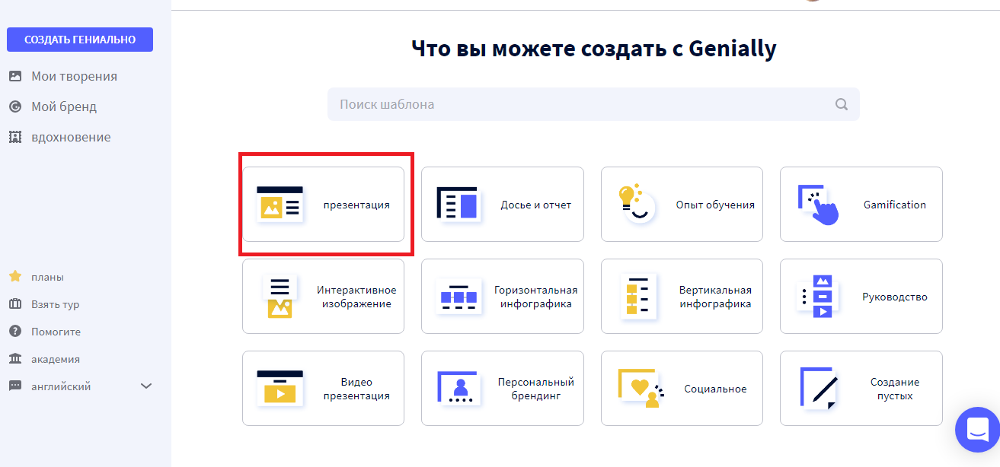 СОЗДАТЬ ГЕНИАЛЬНО
Мои творения
Мой бренд
вдохновение
планы
Взять тур
Помогите
академия
английский
Что вы можете создать с Genially
Поиск шаблона
презентация
Досье и отчет
Опыт обучения
Gamification
Интерактивное
изображение
Горизонтальная
инфографика
Вертикальная
инфографика
Руководство
Видео
презентация
Персональный
брендинг
Социальное
Создание
пустых